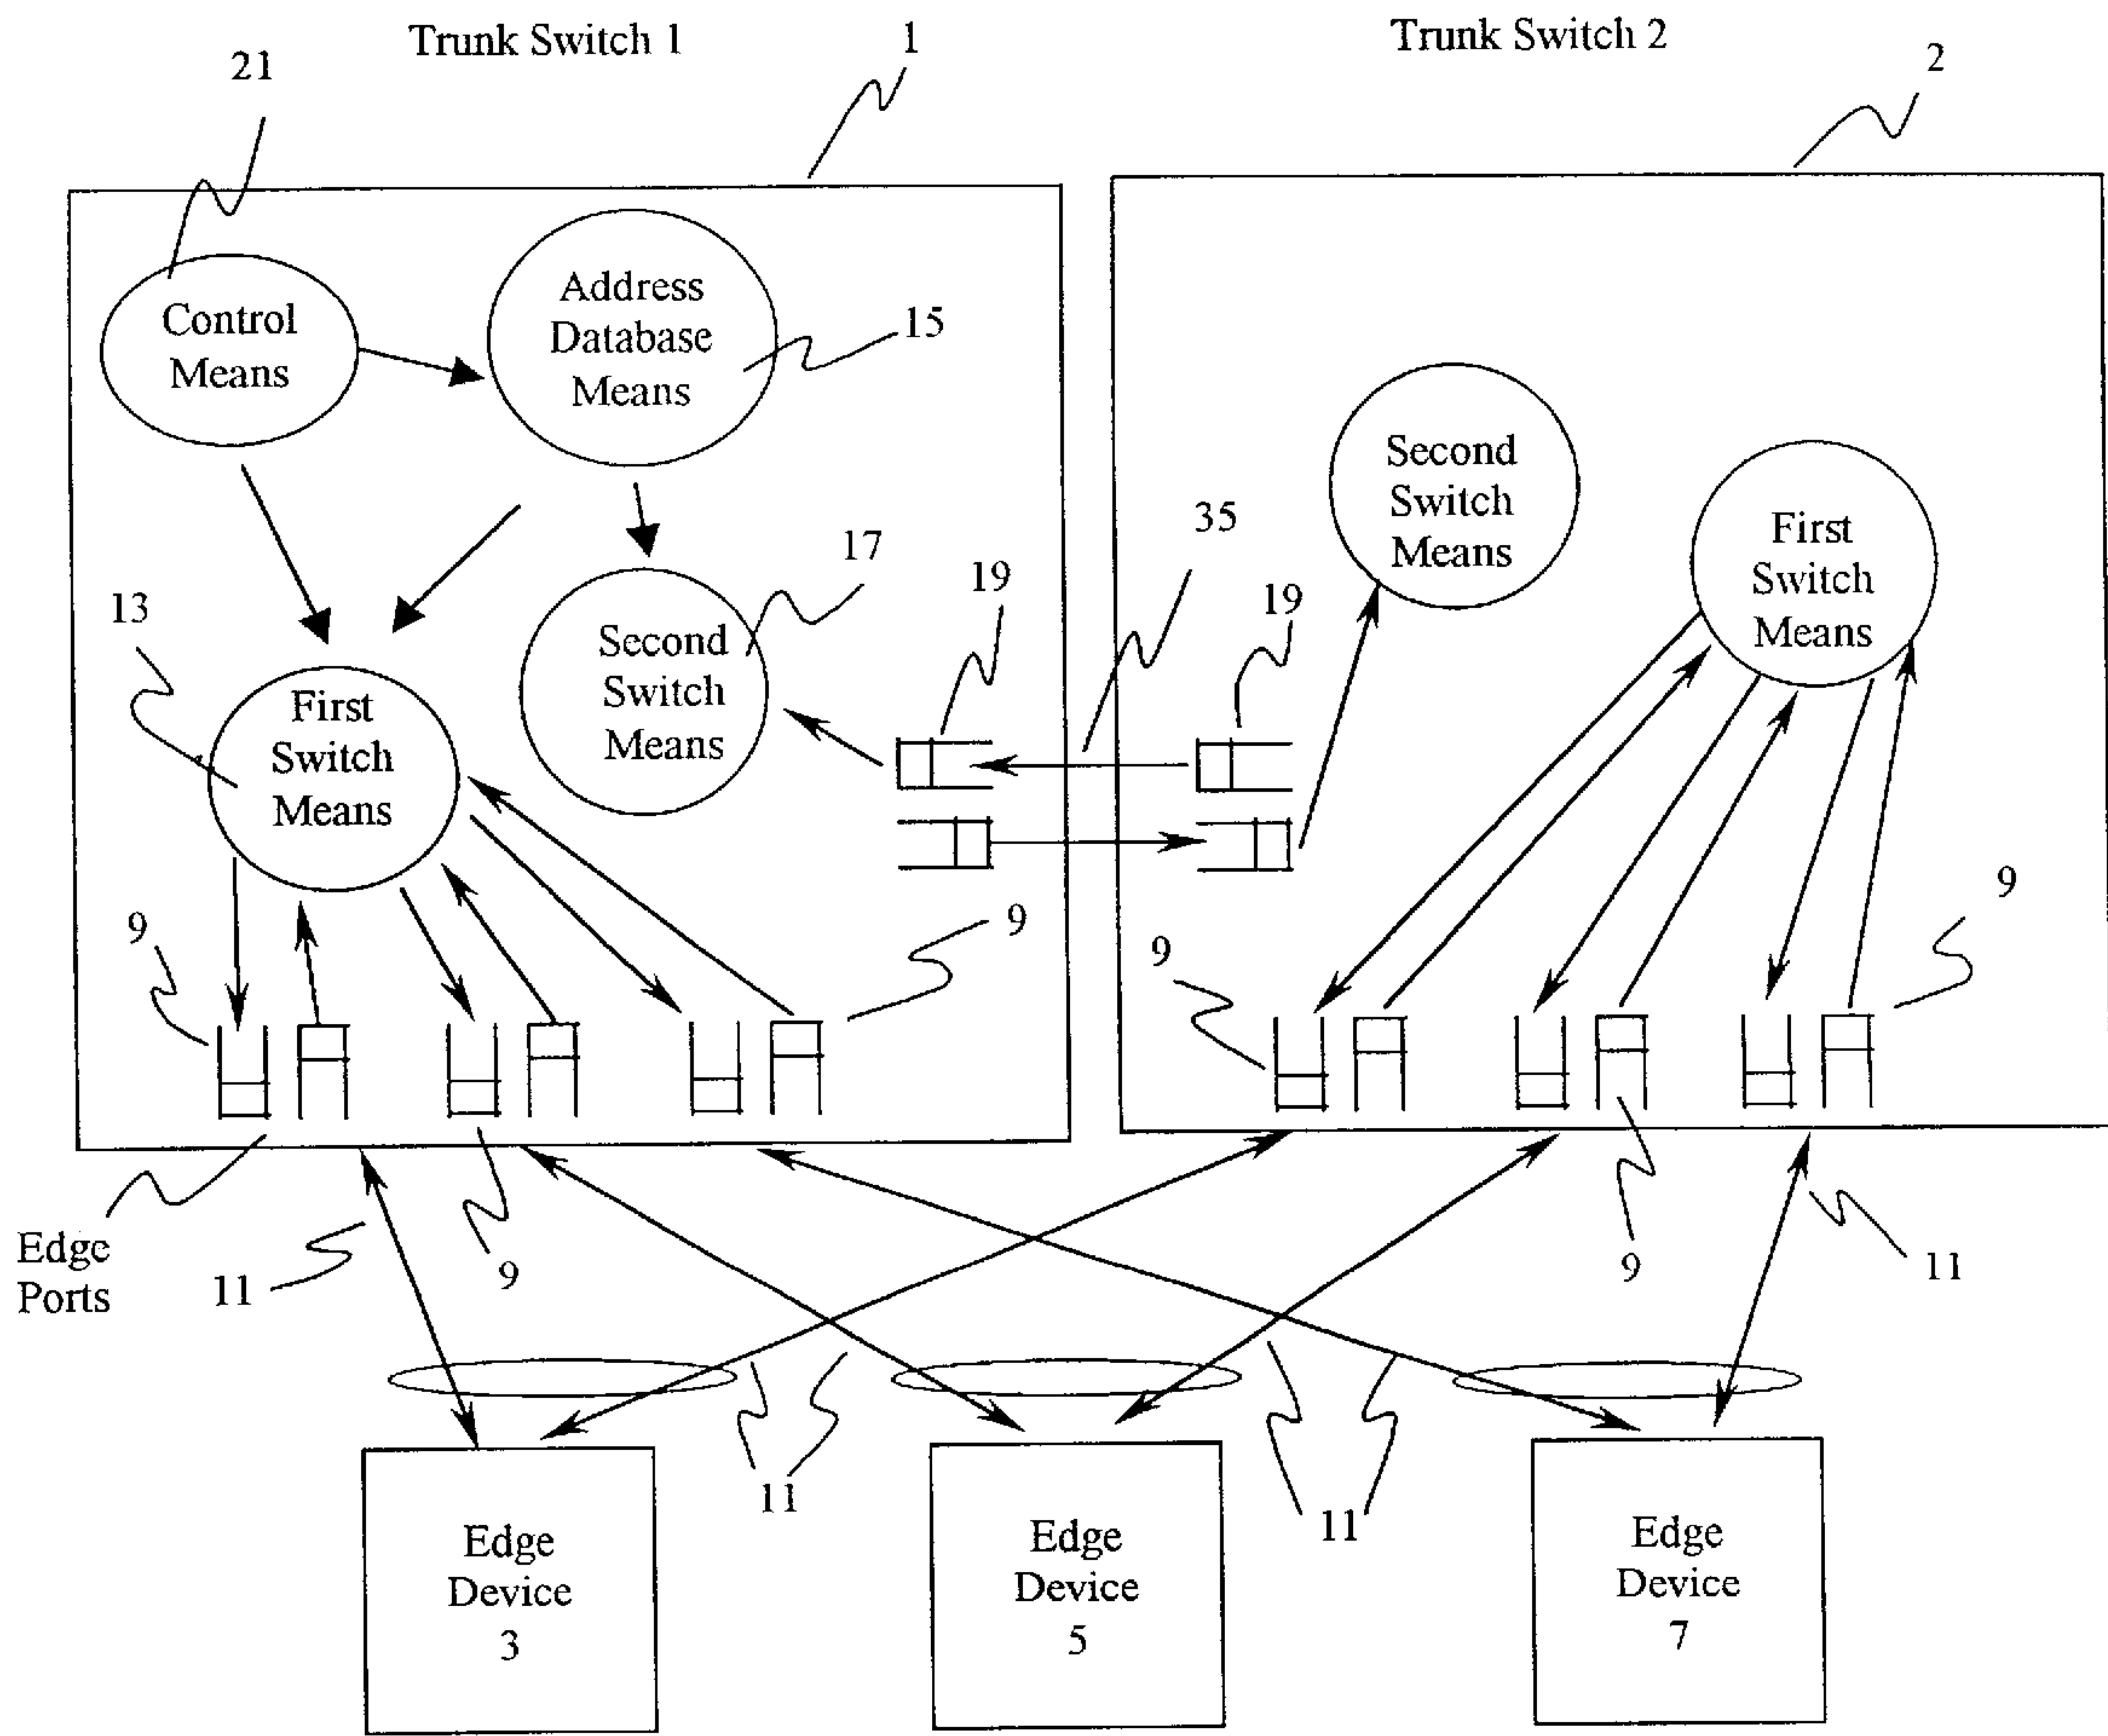 Trunk Switch 1
1
Trunk Switch 2
2
21
Control
Means
Address
Database
Means
15
13
First
Switch
Means
17
Second
Switch
Means
19
35
19
Second
Switch
Means
First
Switch
Means
9
9
9
9
Edge
Ports
11
9
9
11
11
11
Edge
Device
3
Edge
Device
5
Edge
Device
7